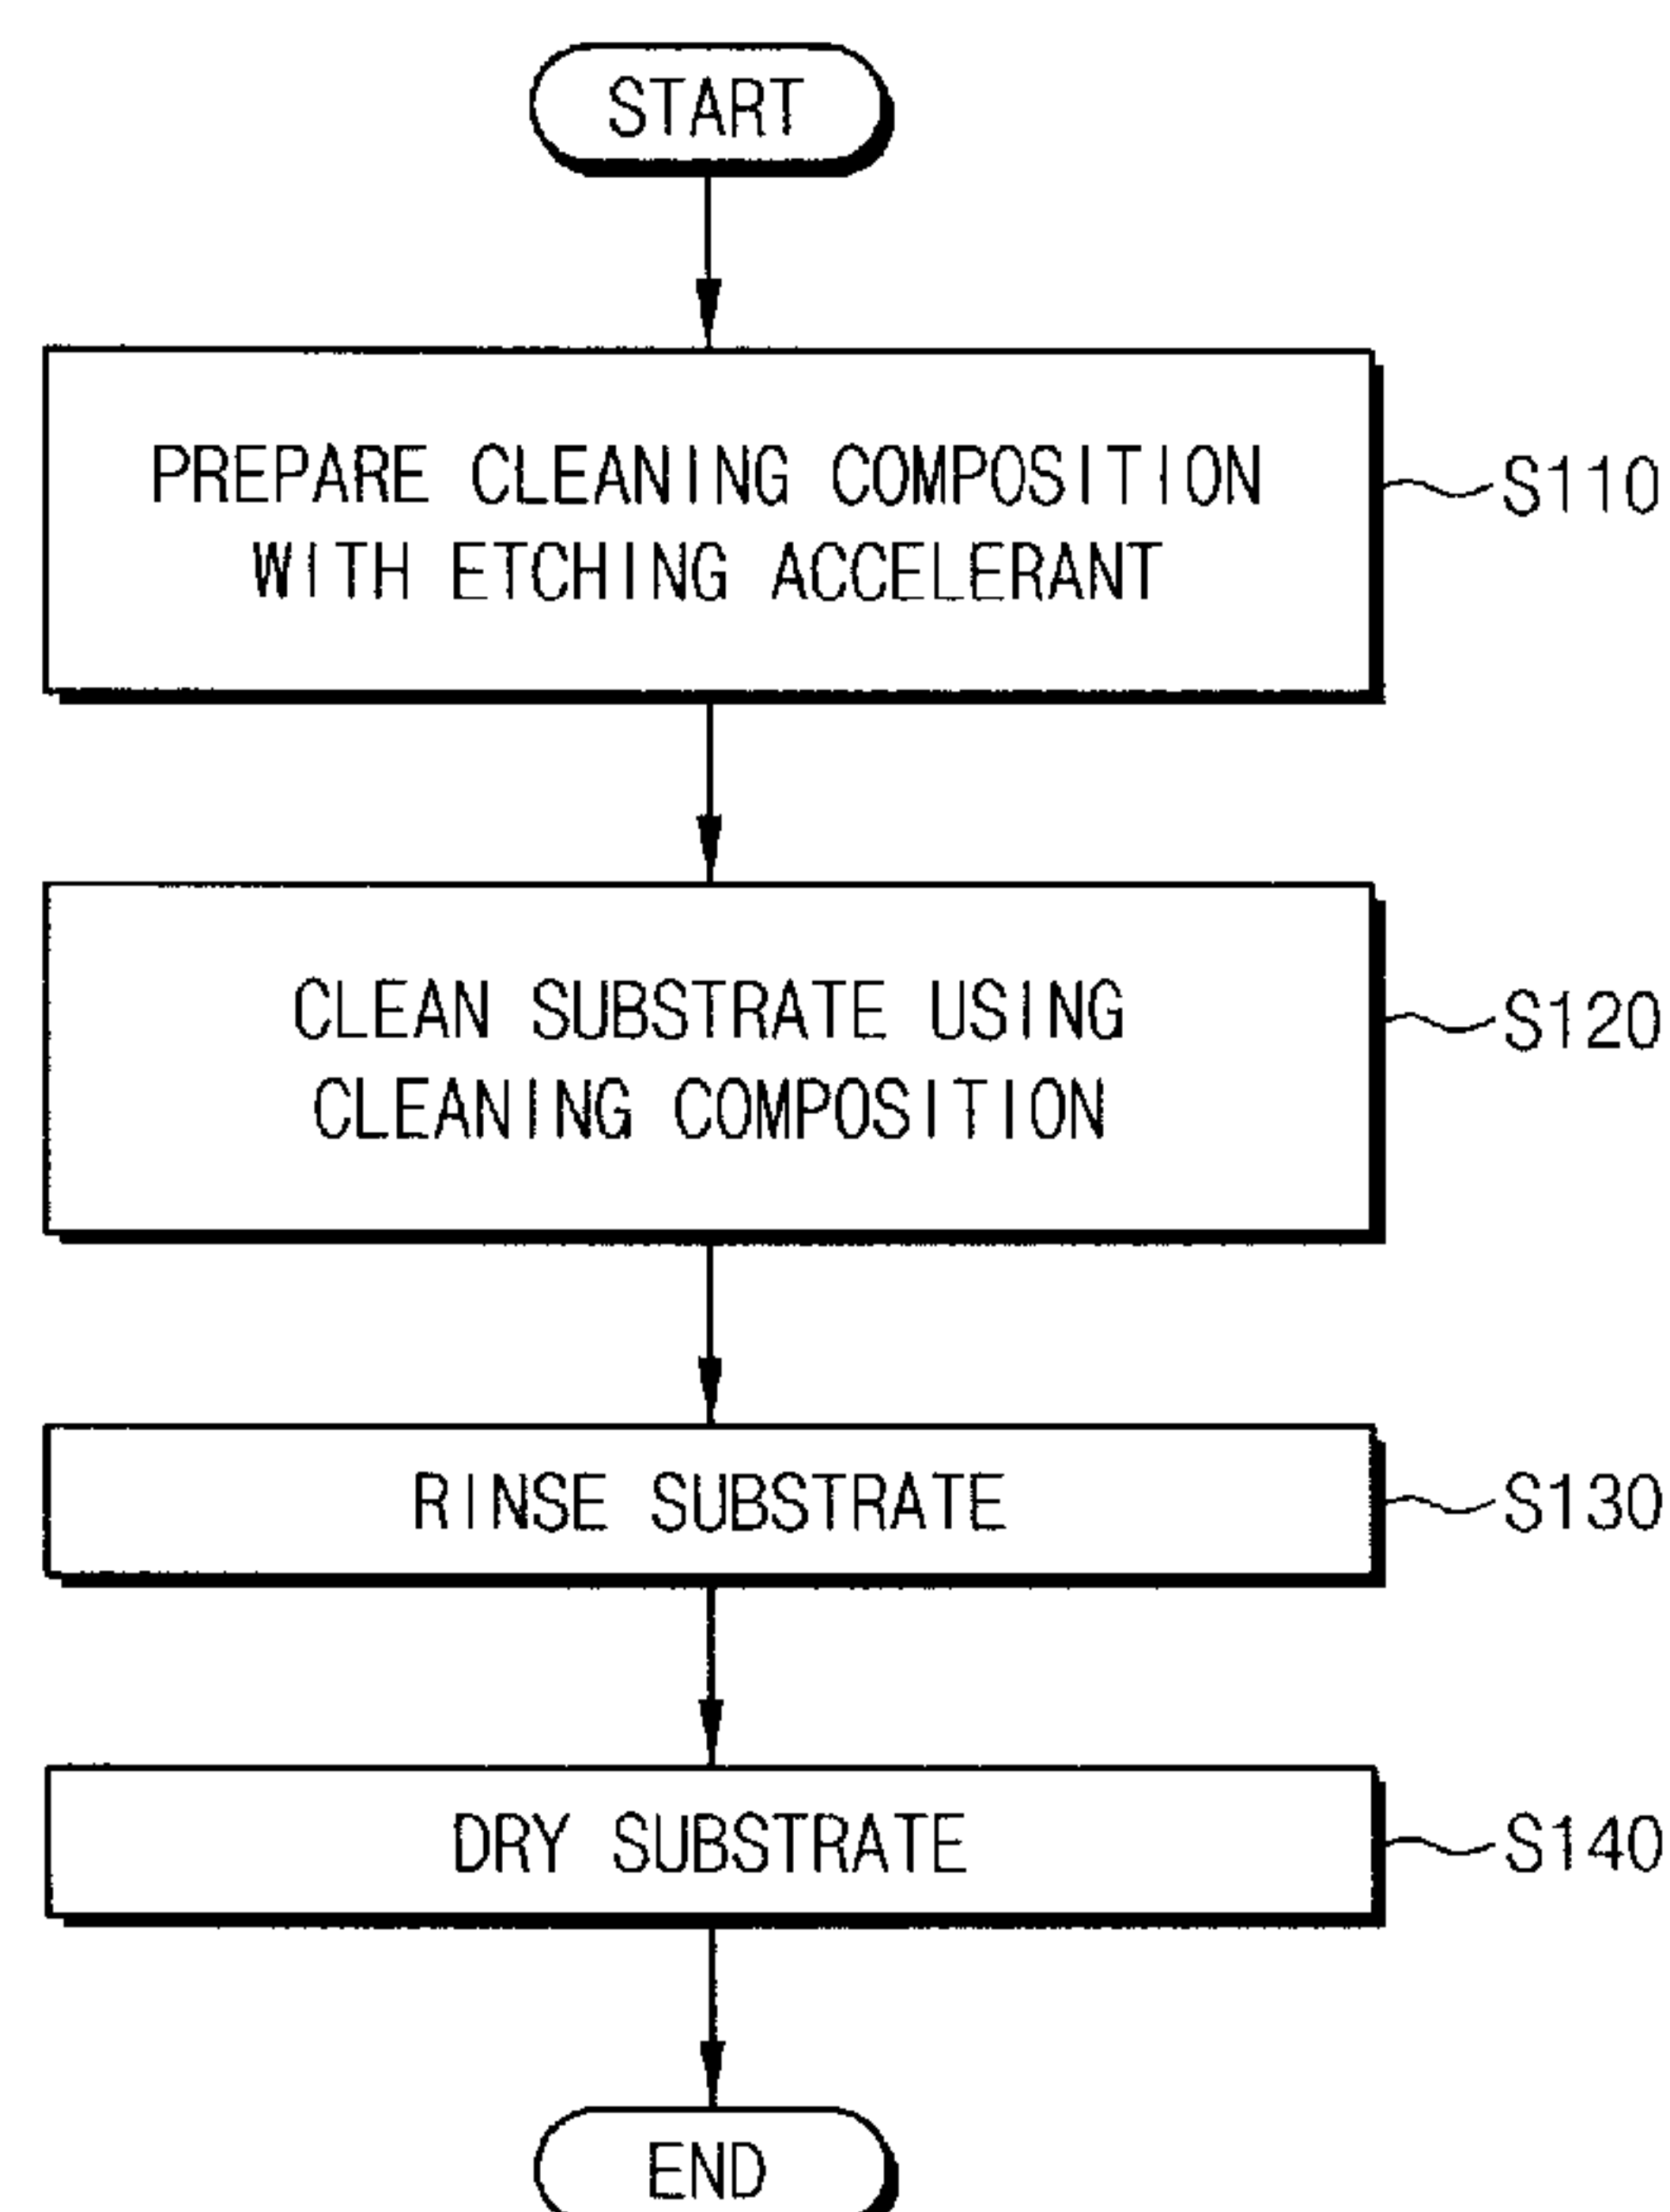 START
PREPARE CLEANING COMPOSITION
WITH ETCHING ACCELERANT
S110
CLEAN SUBSTRATE USING
CLEANING COMPOSITION
S120
RINSE SUBSTRATE
S130
DRY SUBSTRATE
S140
END